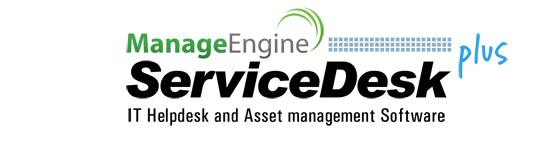 ManageEngine
ServiceDesk plus
IT Helpdesk and Asset management Software